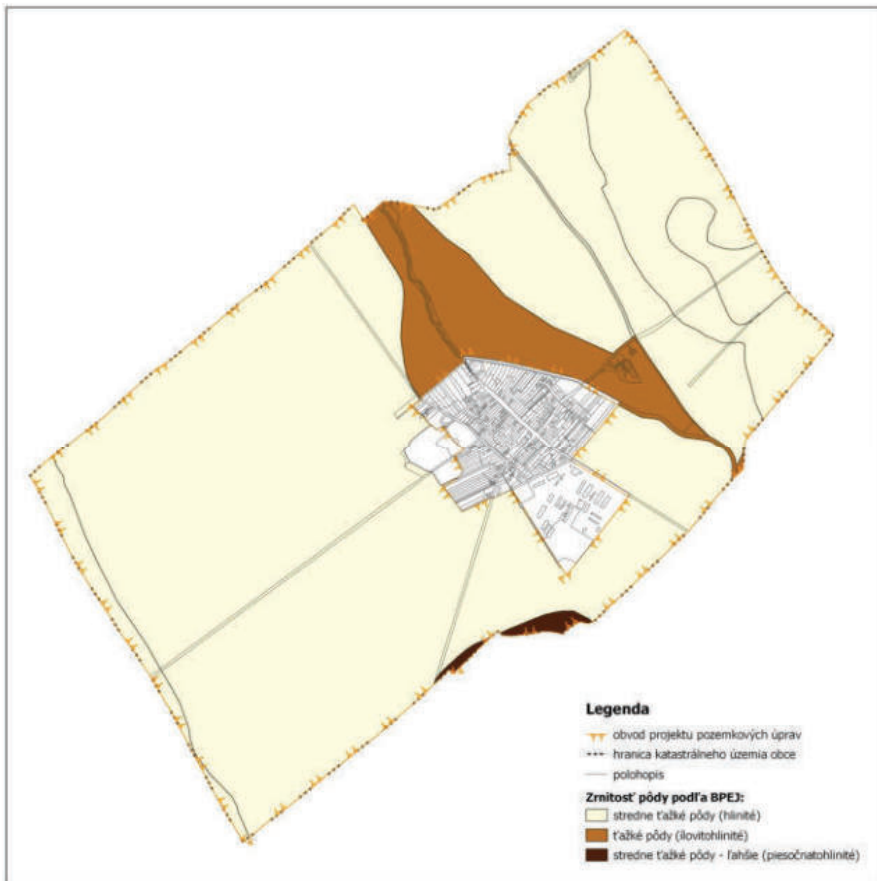 Legenda
obvod projektu pozemkových úprav
hranica katastrálneho územia obce
polohopis
Zrnitosť pôdy podľa BPEJ:
stredne ťažké pôdy (hlinité)
ťažké pôdy (ílovitohlinité)
stredne ťažké pôdy - ľahšie (piesočnatohlinité)